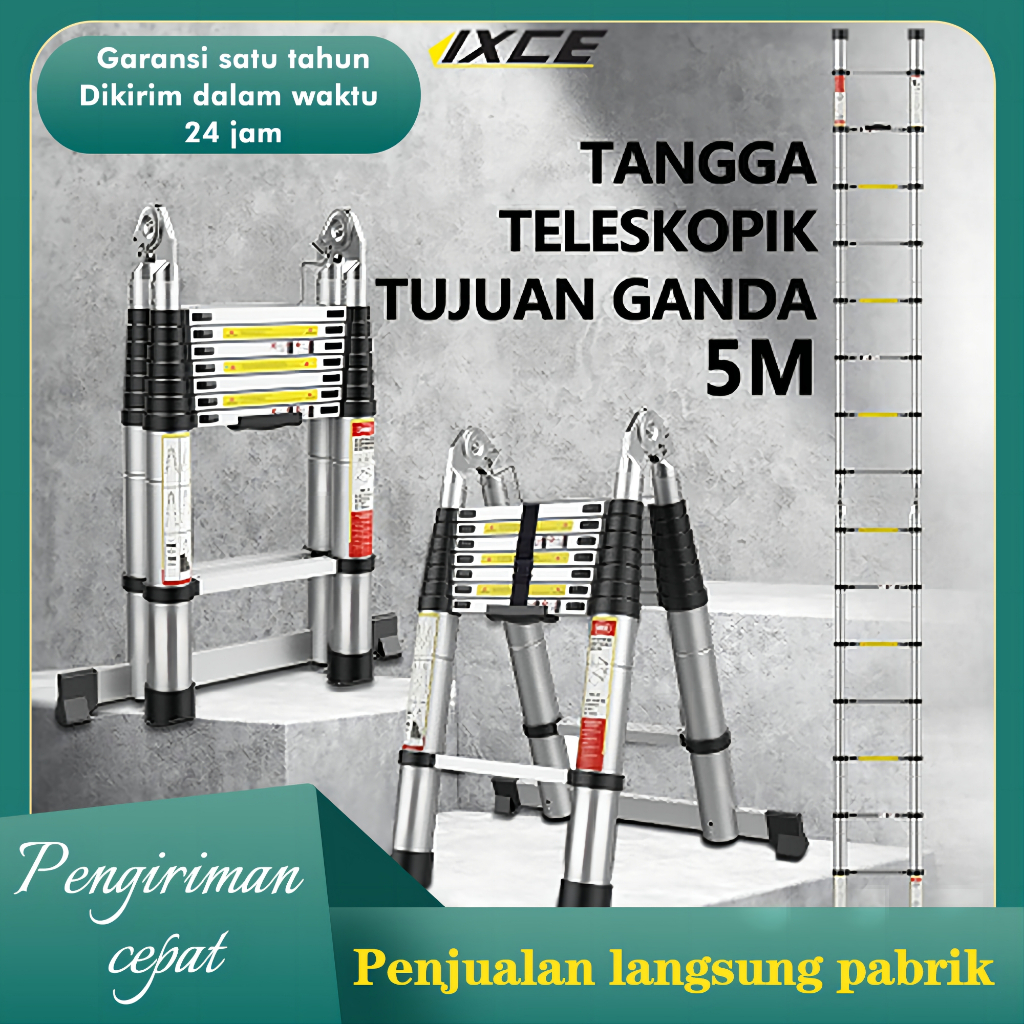 Garansi satu tahun
Dikirim dalam waktu
24 jam
IXCE
TANGGA
TELESKOPIK
TUJUAN GANDA
5M
Pengiriman
cepat
Penjualan langsung pabrik